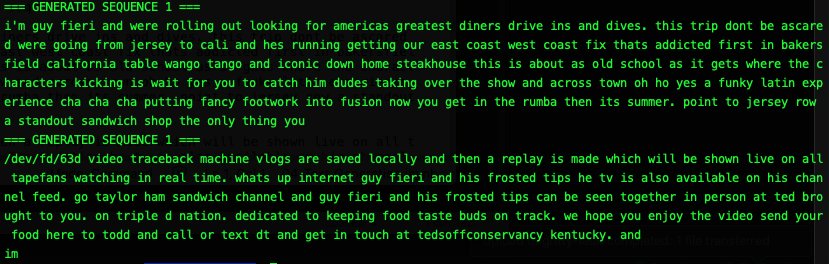 === GENERATED SEQUENCE 1 ===
i'm guy fieri and were rolling out looking for americas greatest diners drive ins and dives. this trip dont be ascare
d were going from jersey to cali and hes running getting our east coast west coast fix thats addicted first in bakers
field california table wango tango and iconic down home steakhouse this is about as old school as it gets where the c
haracters kicking is wait for you to catch him dudes taking over the show and across town oh ho yes a funky latin exp
erience cha cha cha putting fancy footwork into fusion now you get in the rumba then its summer. point to jersey row
a standout sandwich shop the only thing you
=== GENERATED SEQUENCE 1 ===
/dev/fd/63d video traceback machine vlogs are saved locally and then a replay is made which will be shown live on all
tapefans watching in real time. whats up internet guy fieri and his frosted tips he tv is also available on his chan
nel feed. go taylor ham sandwich channel and guy fieri and his frosted tips can be seen together in person at ted bro
ught to you. on triple d nation. dedicated to keeping food taste buds on track. we hope you enjoy the video send your
food here to todd and call or text dt and get in touch at tedsoffconservancy kentucky. and
im